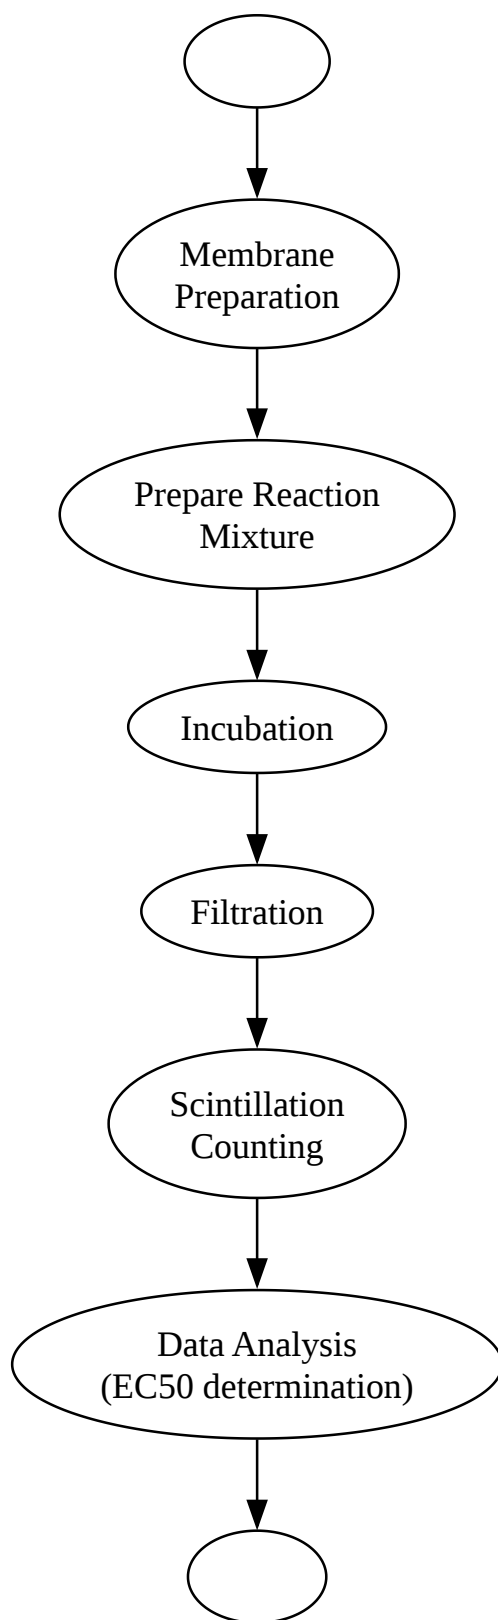 Membrane
Preparation
Prepare Reaction
Mixture
Incubation
Filtration
Scintillation
Counting
Data Analysis
(EC50 determination)